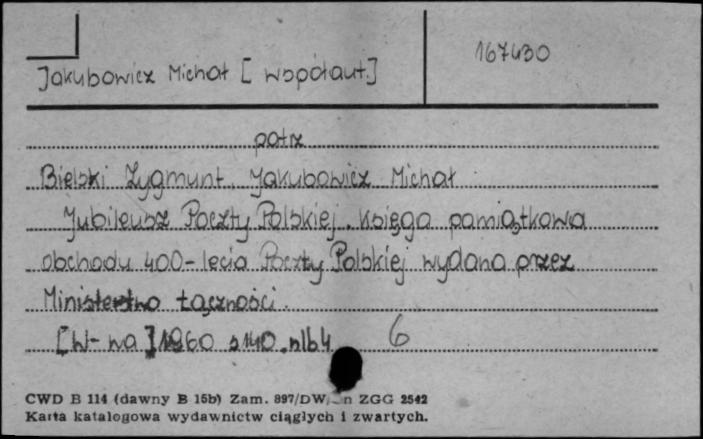 167430
Jakubowicz Michał [współaut.]
patrz
Bielski Zygmunt, Jakubowicz Michał
Jubileusz Poczty Polskiej. Księga pamiątkowa
obchodu 400-lecia Poczty Polskiej wydana przez
Ministerstwo Łączności.
[W-wa] 1960 s 140. nlb 4 6
CWD B 114 (dawny B 15b) Zam. 897/DW n ZGG 2542
Karta katalogowa wydawnictw ciągłych i zwartych.